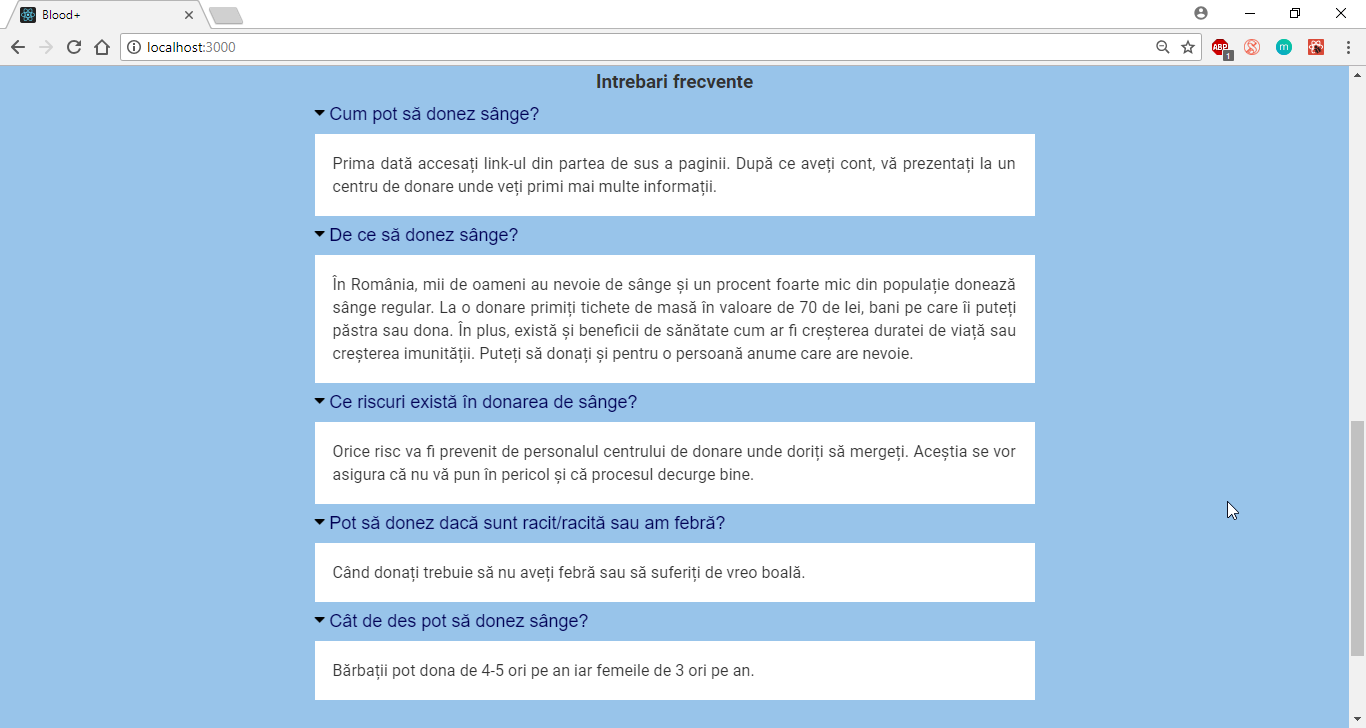 Blood+
localhost:3000
ABP
1
m
Intrebari frecvente
Cum pot să donez sânge?
Prima dată accesați link-ul din partea de sus a paginii. După ce aveți cont, vă prezentați la un
centru de donare unde veți primi mai multe informații.
De ce să donez sânge?
În România, mii de oameni au nevoie de sânge și un procent foarte mic din populație donează
sânge regular. La o donare primiți tichete de masă în valoare de 70 de lei, bani pe care îi puteți
păstra sau dona. În plus, există și beneficii de sănătate cum ar fi creșterea duratei de viață sau
creșterea imunității. Puteți să donați și pentru o persoană anume care are nevoie.
Ce riscuri există în donarea de sânge?
Orice risc va fi prevenit de personalul centrului de donare unde doriți să mergeți. Aceștia se vor
asigura că nu vă pun în pericol și că procesul decurge bine.
Pot să donez dacă sunt racit/racită sau am febră?
Când donați trebuie să nu aveți febră sau să suferiți de vreo boală.
Cât de des pot să donez sânge?
Bărbații pot dona de 4-5 ori pe an iar femeile de 3 ori pe an.